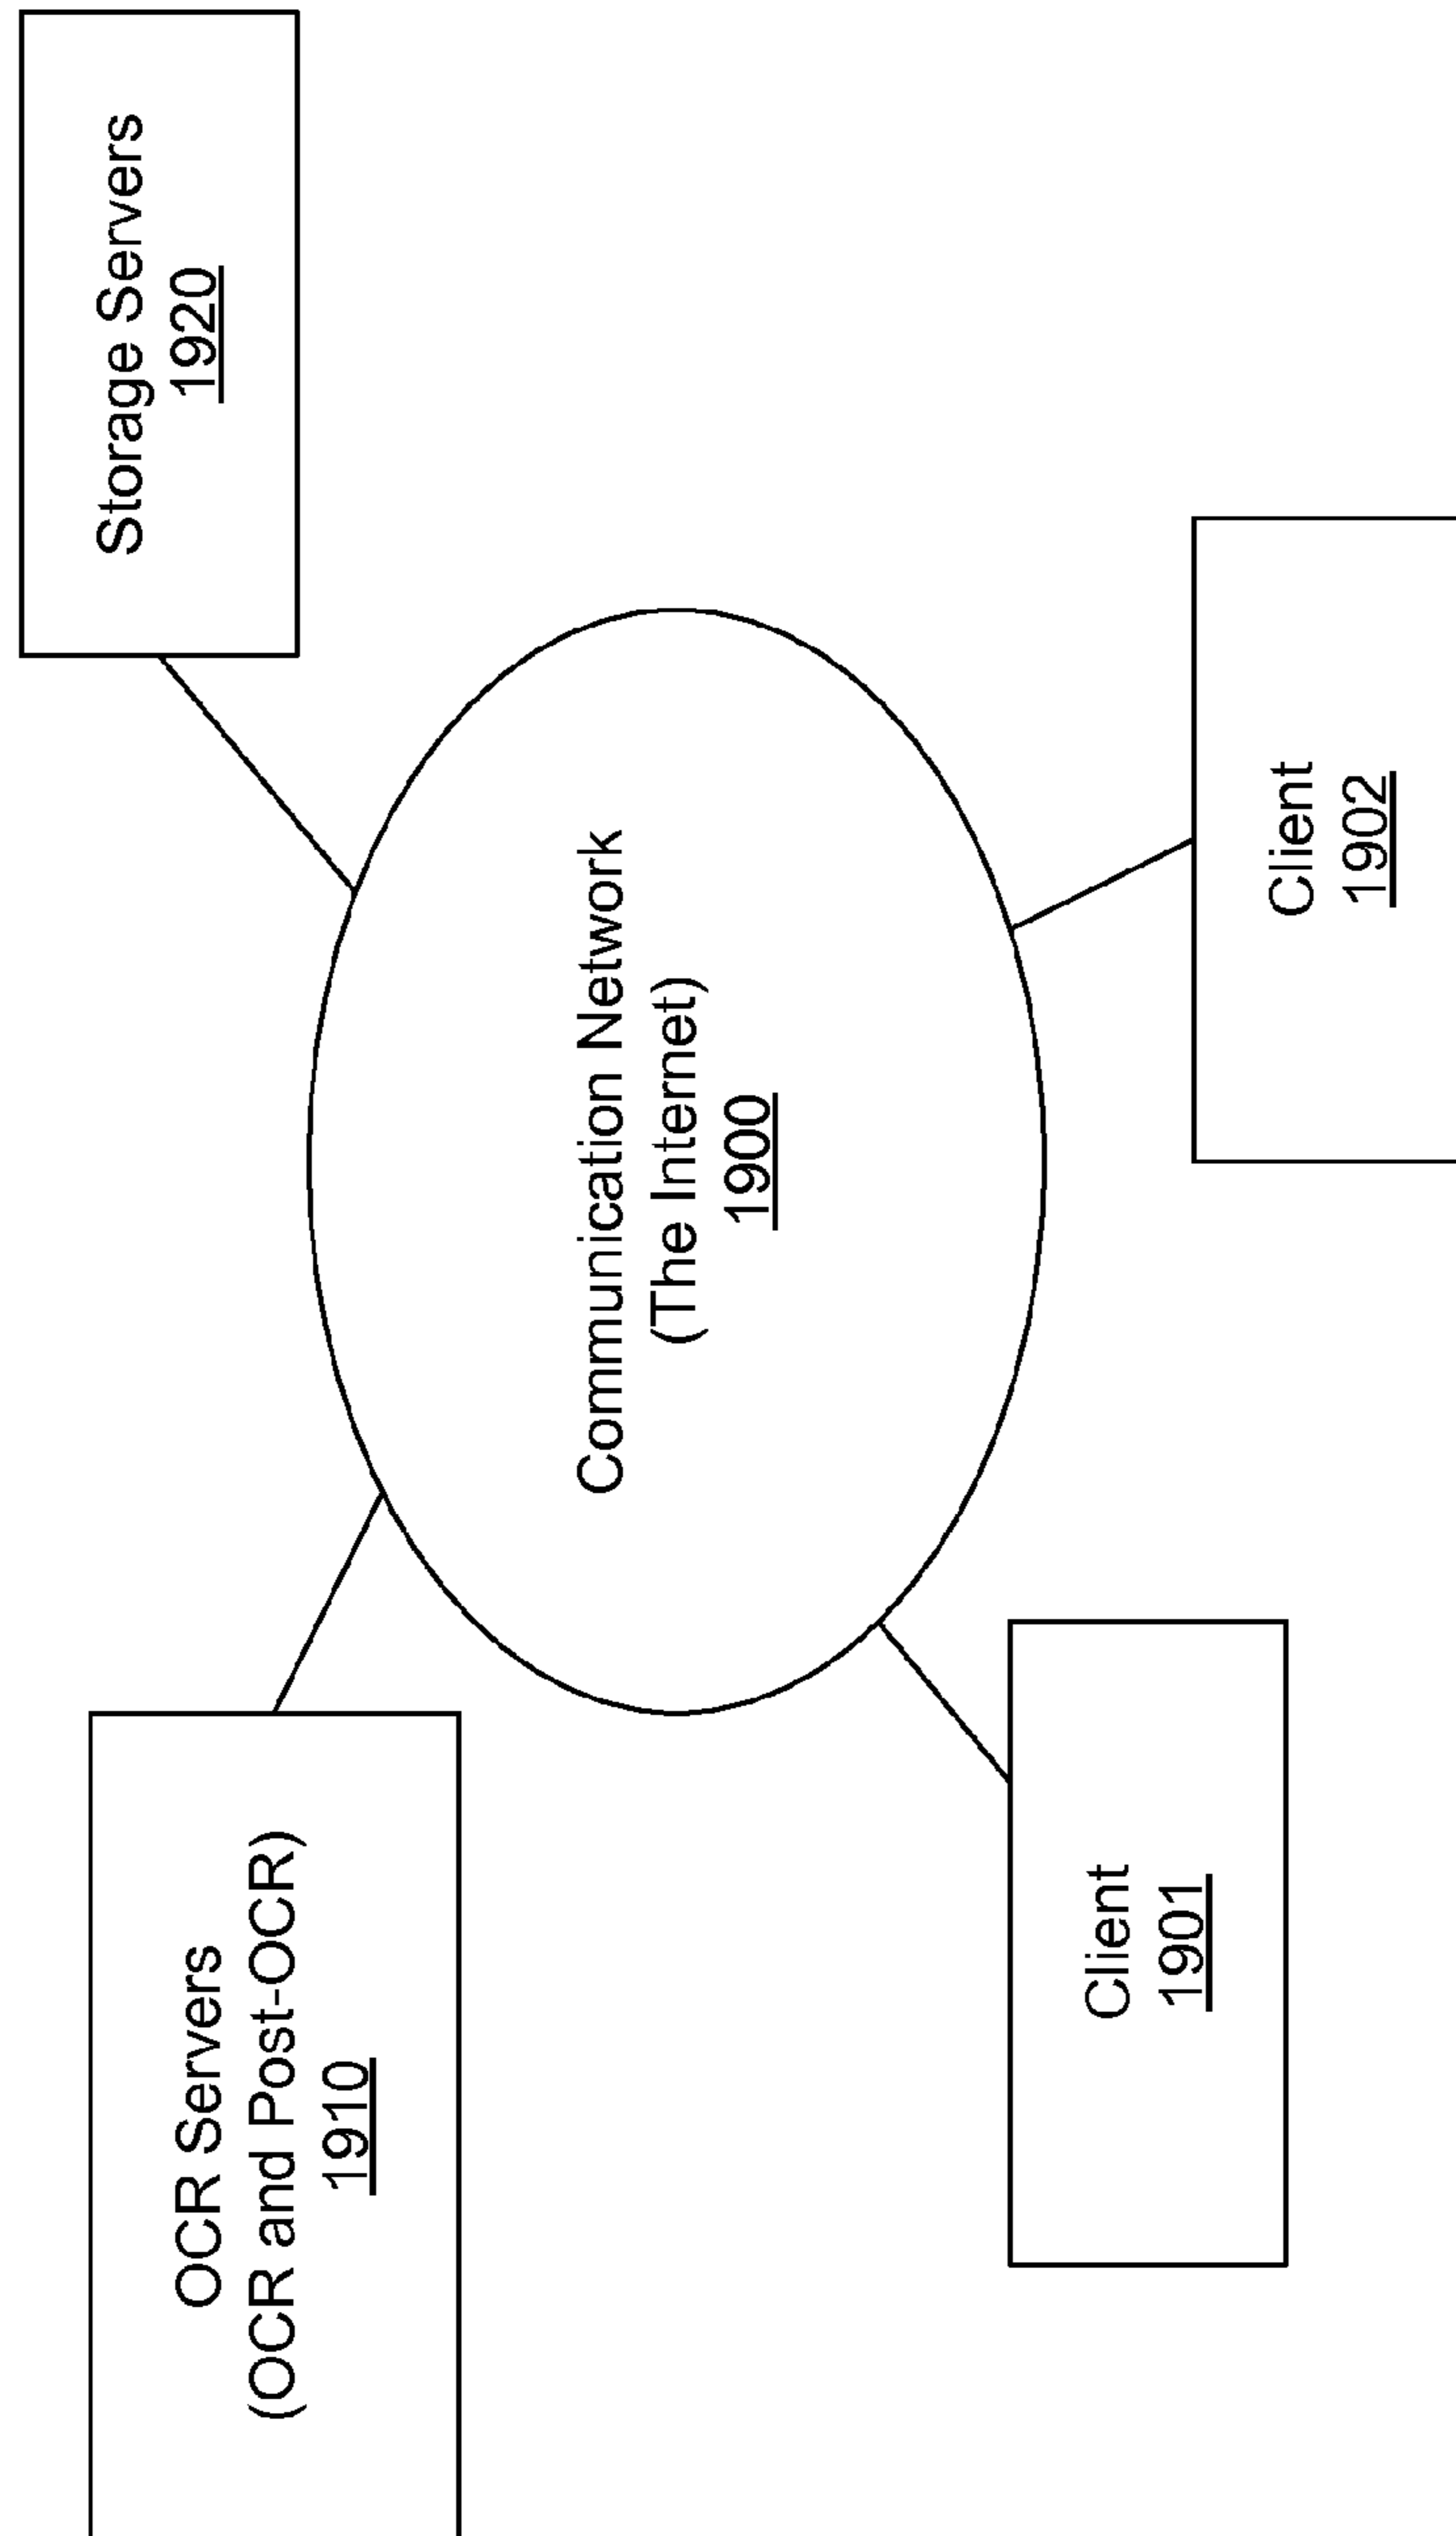 OCR Servers
(OCR and Post-OCR)
1910
Storage Servers
1920
Communication Network
(The Internet)
1900
Client
1901
Client
1902